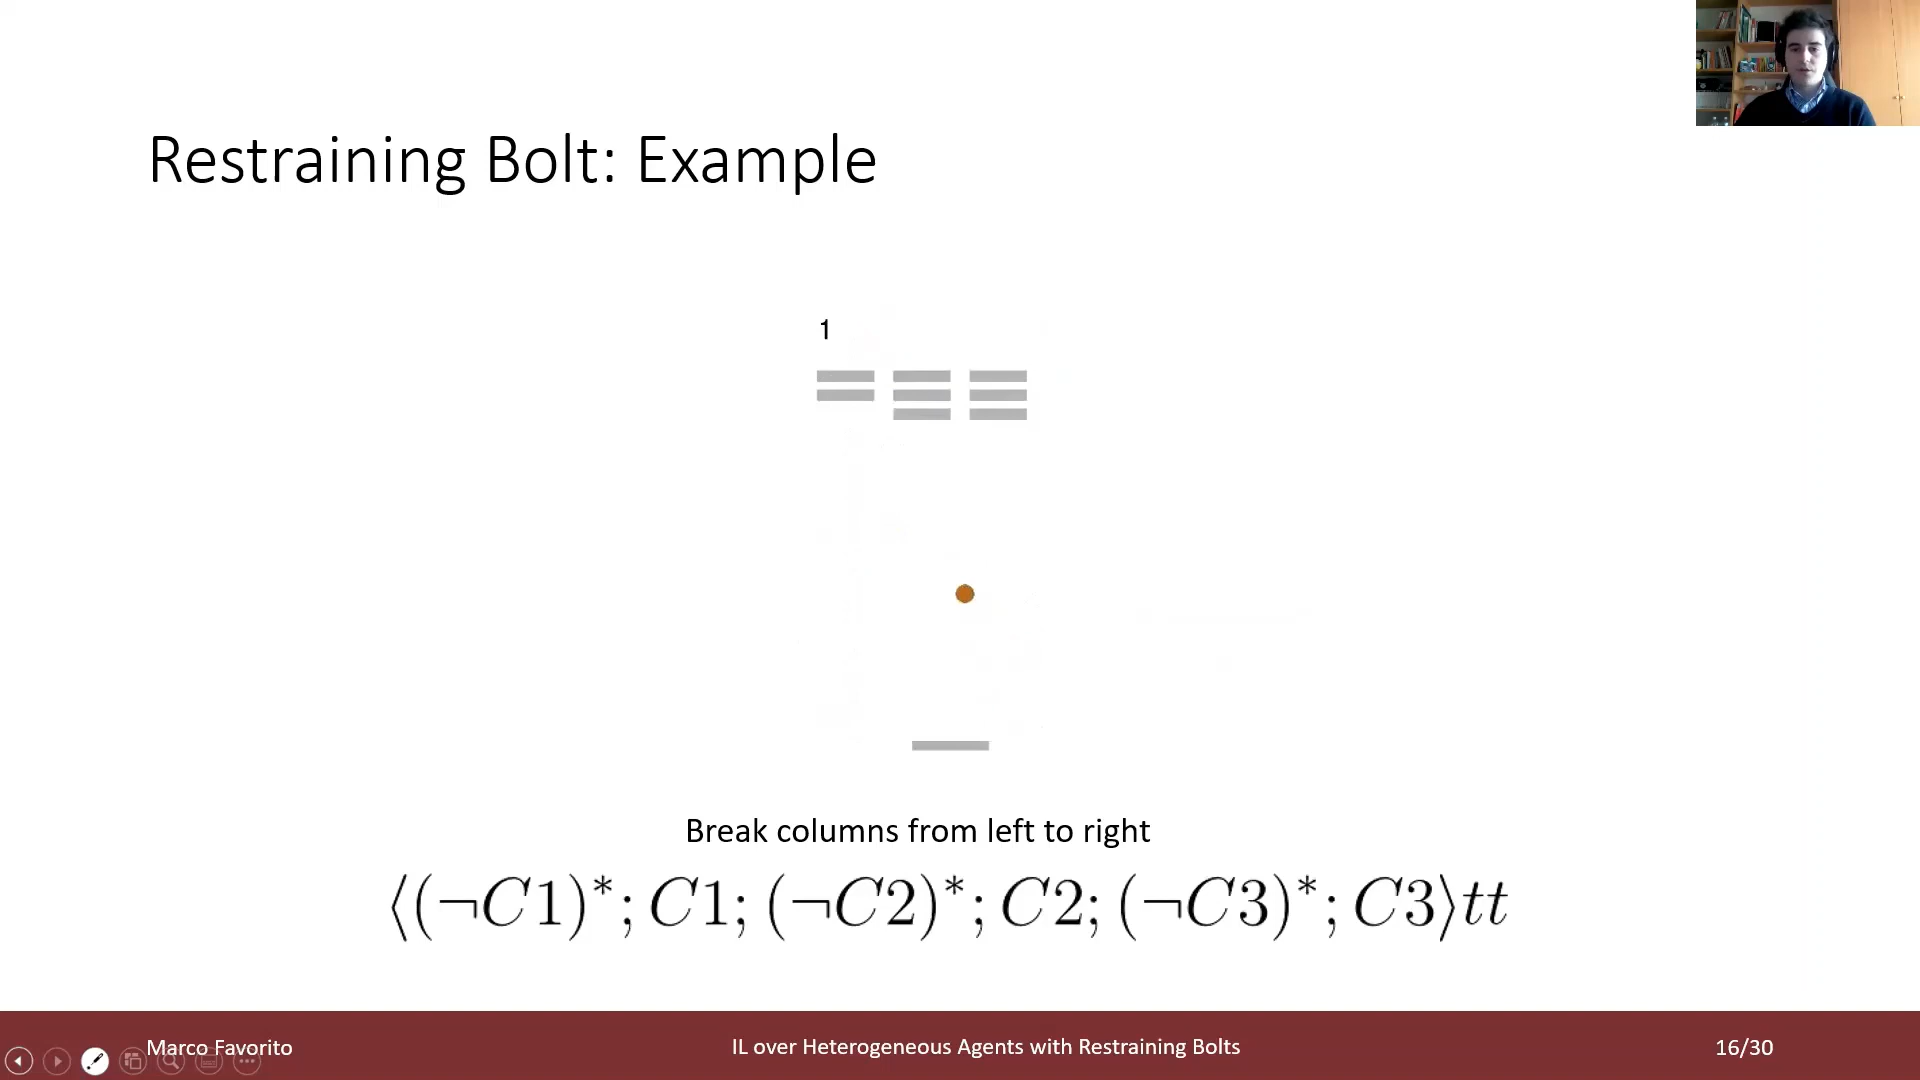 Restraining Bolt: Example
1
Break columns from left to right
⟨(¬C1)*; C1; (¬C2)*; C2; (¬C3)*; C3⟩tt
Marco Favorito
IL over Heterogeneous Agents with Restraining Bolts
16/30